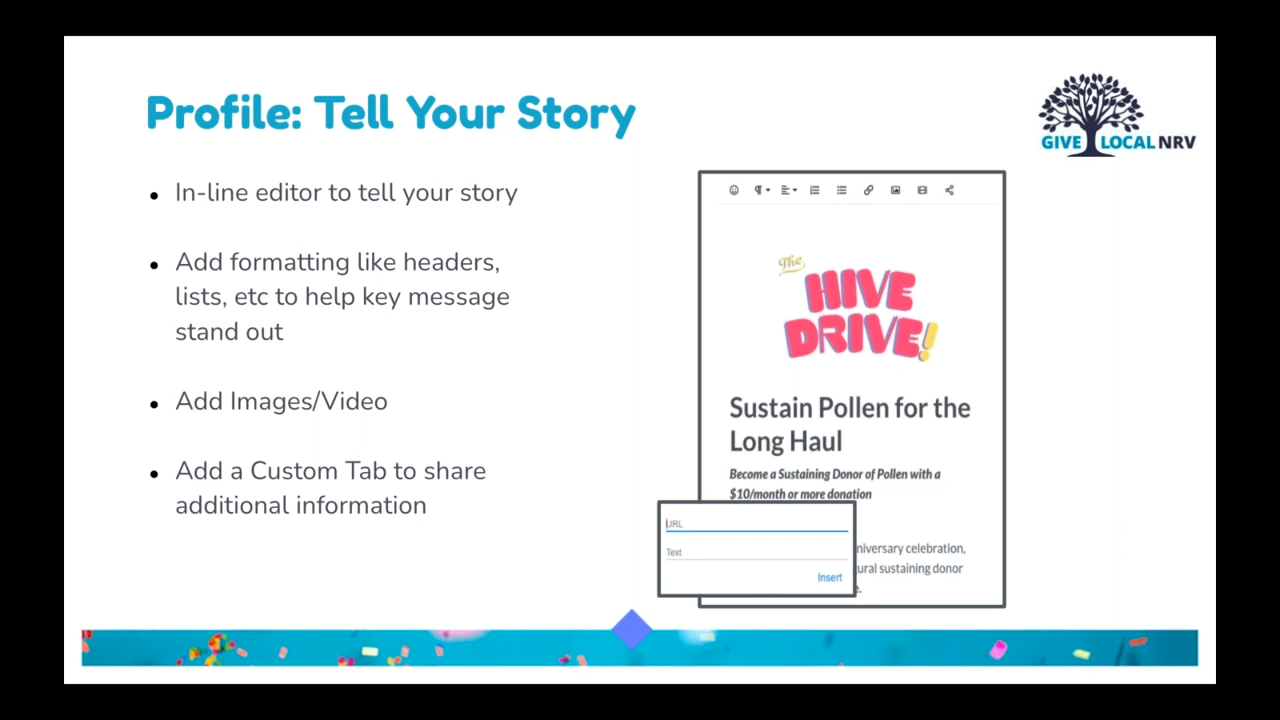 Profile: Tell Your Story
GIVE LOCAL NRV
In-line editor to tell your story
Add formatting like headers,
lists, etc to help key message
stand out
Add Images/Video
Add a Custom Tab to share
additional information
The
HIVE
DRIVE!
Sustain Pollen for the
Long Haul
Become a Sustaining Donor of Pollen with a
$10/month or more donation
URL
Text
Insert
niversary celebration,
ural sustaining donor
e.